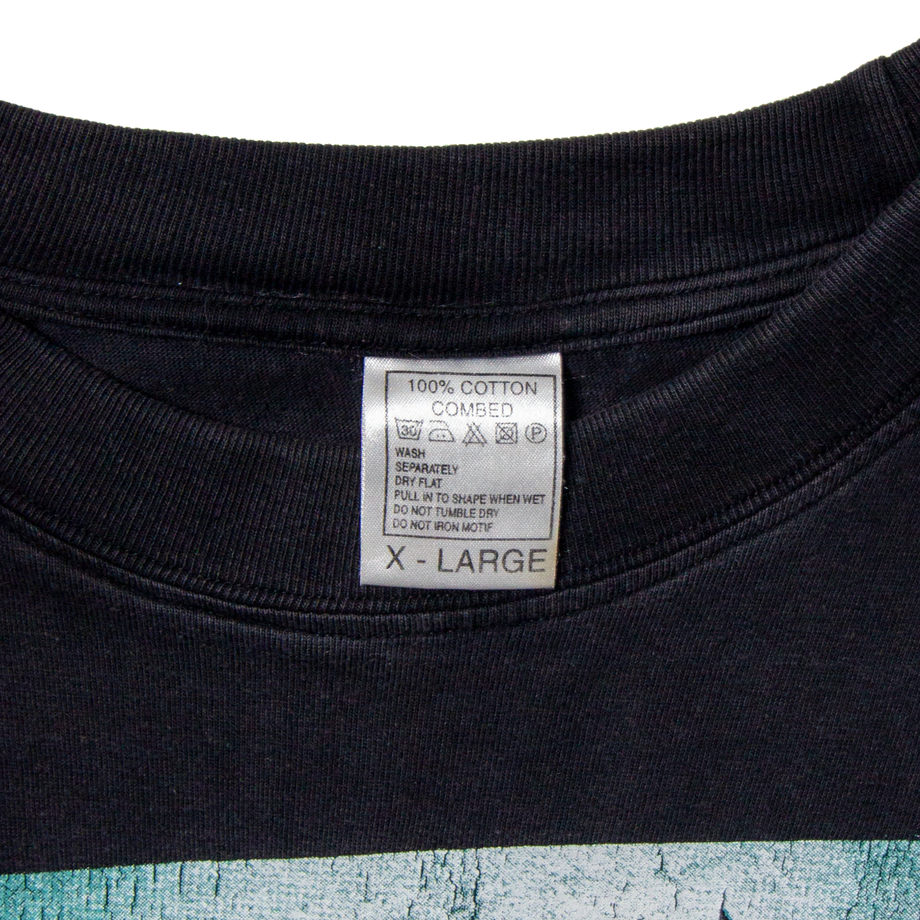 100% COTTON
COMBED
30 P
WASH
SEPARATELY
DRY FLAT
PULL IN TO SHAPE WHEN WET
DO NOT TUMBLE DRY
DO NOT IRON MOTIF
X - LARGE